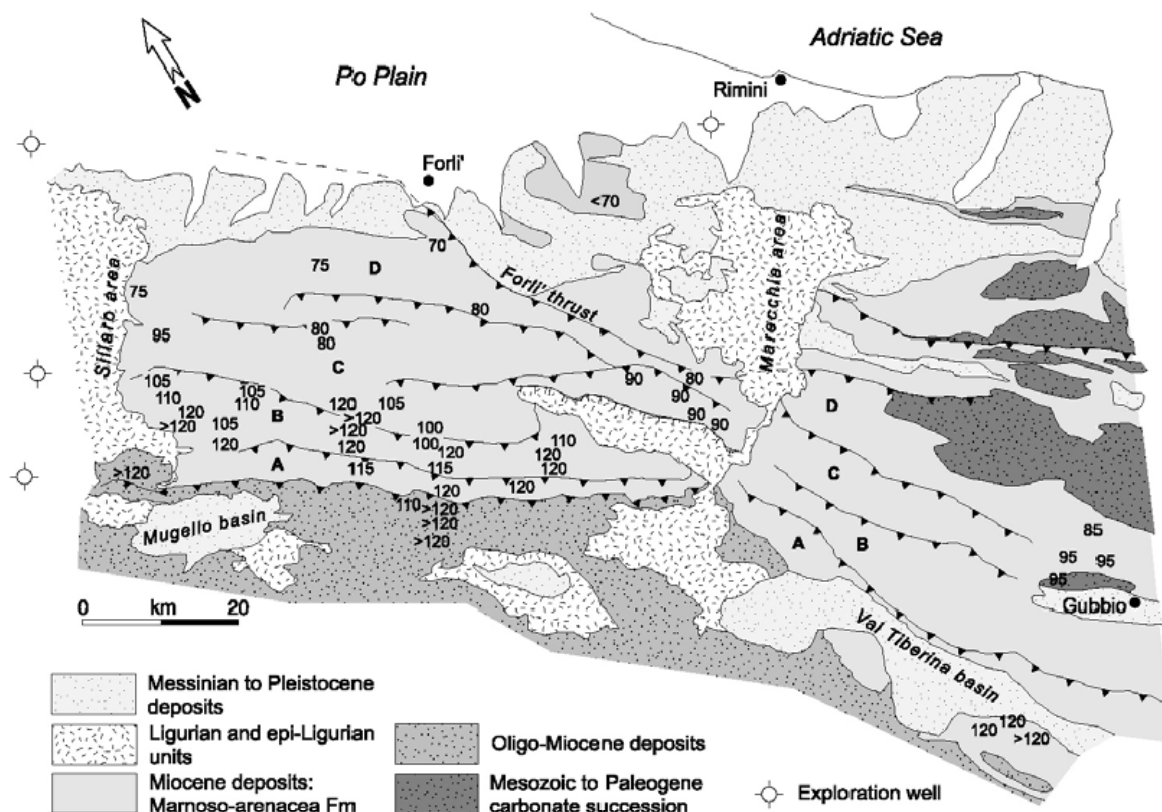 Adriatic Sea
Po Plain
N
Rimini
Forli'
<70
70
75
D
75
Forli' thrust
80
Marecchia area
Sillaro area
95
80
80
C
90
80
90
90
90
105
110
120
>120
105
110
105
120
B
120
>120
>120
120
105
100
100
110
120
D
C
A
115
115
120
120
>120
110
>120
>120
>120
A
B
85
95
95
95
Mugello basin
Gubbio
0 km 20
Val Tiberina basin
120
120
>120
Messinian to Pleistocene
deposits
Ligurian and epi-Ligurian
units
Miocene deposits:
Marnoso-arenacea Fm
Oligo-Miocene deposits
Mesozoic to Paleogene
carbonate succession
Exploration well